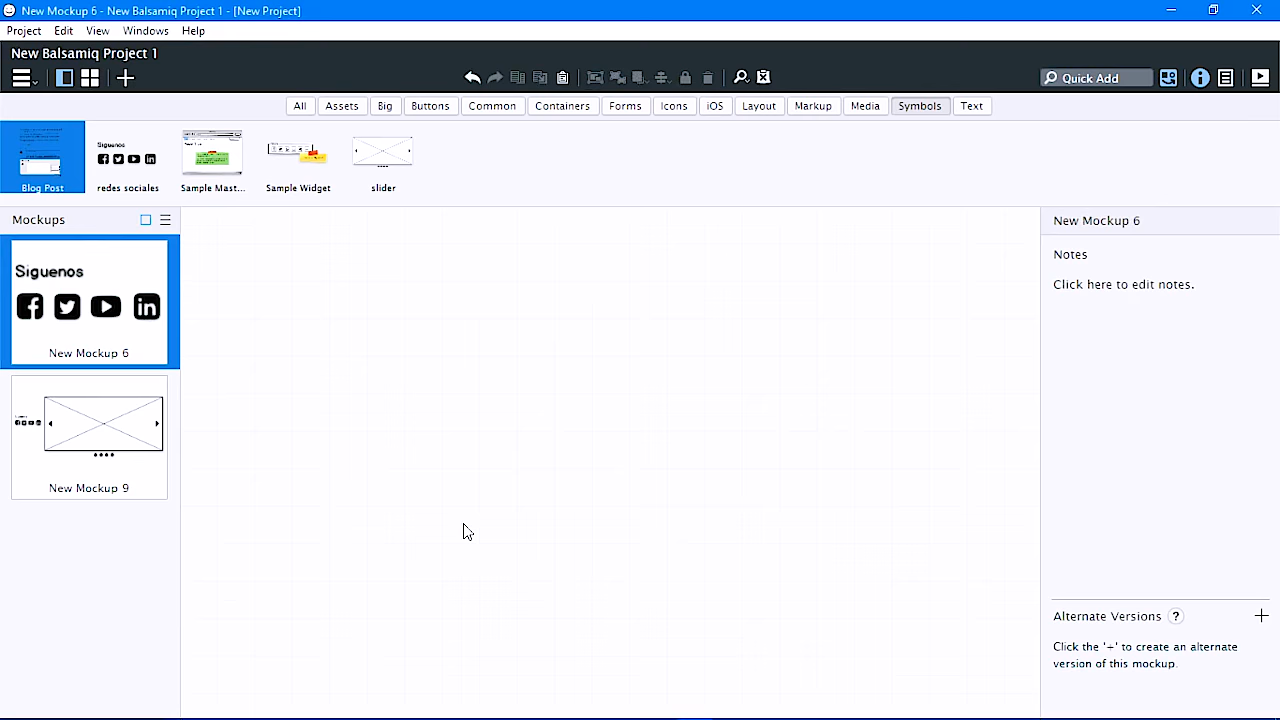 New Mockup 6 - New Balsamiq Project 1 - [New Project]
Project Edit View Windows Help
New Balsamiq Project 1
Quick Add
All Assets Big Buttons Common Containers Forms Icons iOS Layout Markup Media Symbols Text
Blog Post redes sociales Sample Mast... Sample Widget slider
Siguenos
Mockups
Siguenos
New Mockup 6
New Mockup 9
New Mockup 6
Notes
Click here to edit notes.
Alternate Versions ?
Click the '+' to create an alternate
version of this mockup.